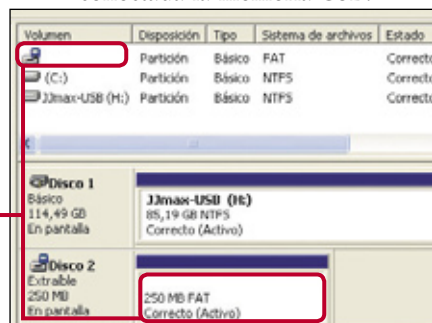 Volumen Disposición Tipo Sistema de archivos Estado
Partición Básico FAT Correcto
(C:) Partición Básico NTFS Correcto
JJmax-USB (H:) Partición Básico NTFS Correcto
Disco 1
Básico
114,49 GB
En pantalla
JJmax-USB (H:)
85,19 GB NTFS
Correcto (Activo)
Disco 2
Extraíble
250 MB
En pantalla
250 MB FAT
Correcto (Activo)